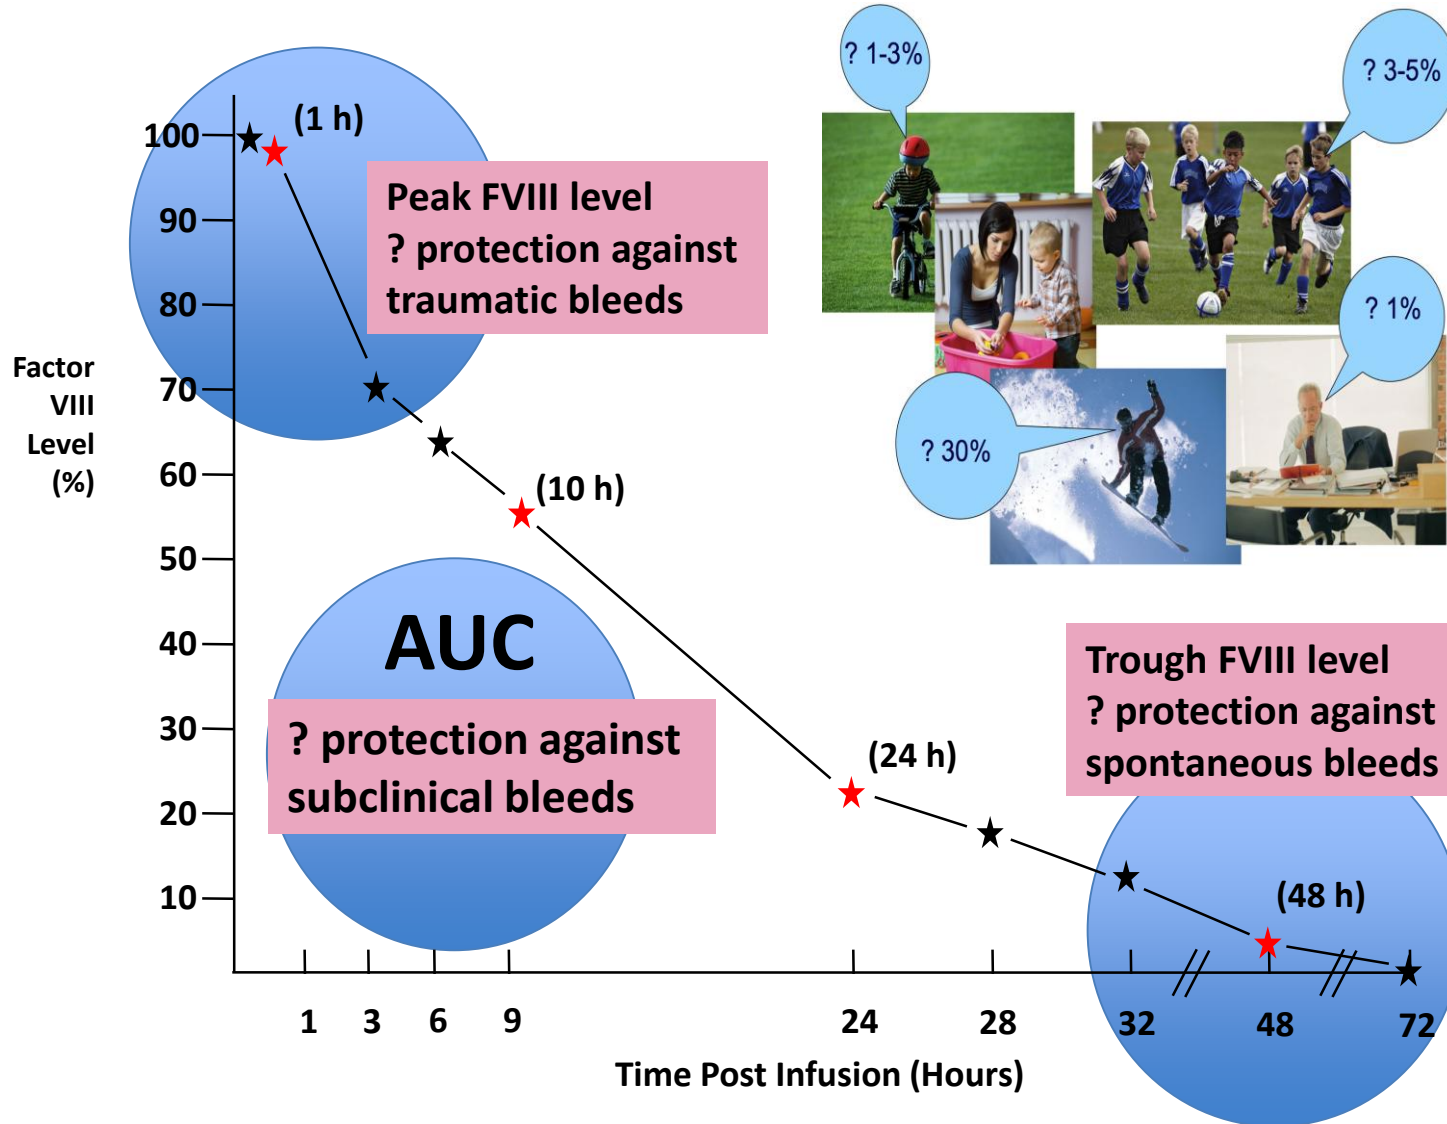 ? 1-3%
? 3-5%
? 1%
? 30%
(1 h)
Peak FVIII level
? protection against
traumatic bleeds
Factor
VIII
Level
(%)
100
90
80
70
60
50
40
30
20
10
(10 h)
AUC
? protection against
subclinical bleeds
(24 h)
Trough FVIII level
? protection against
spontaneous bleeds
(48 h)
1 3 6 9 24 28 32 48 72
Time Post Infusion (Hours)